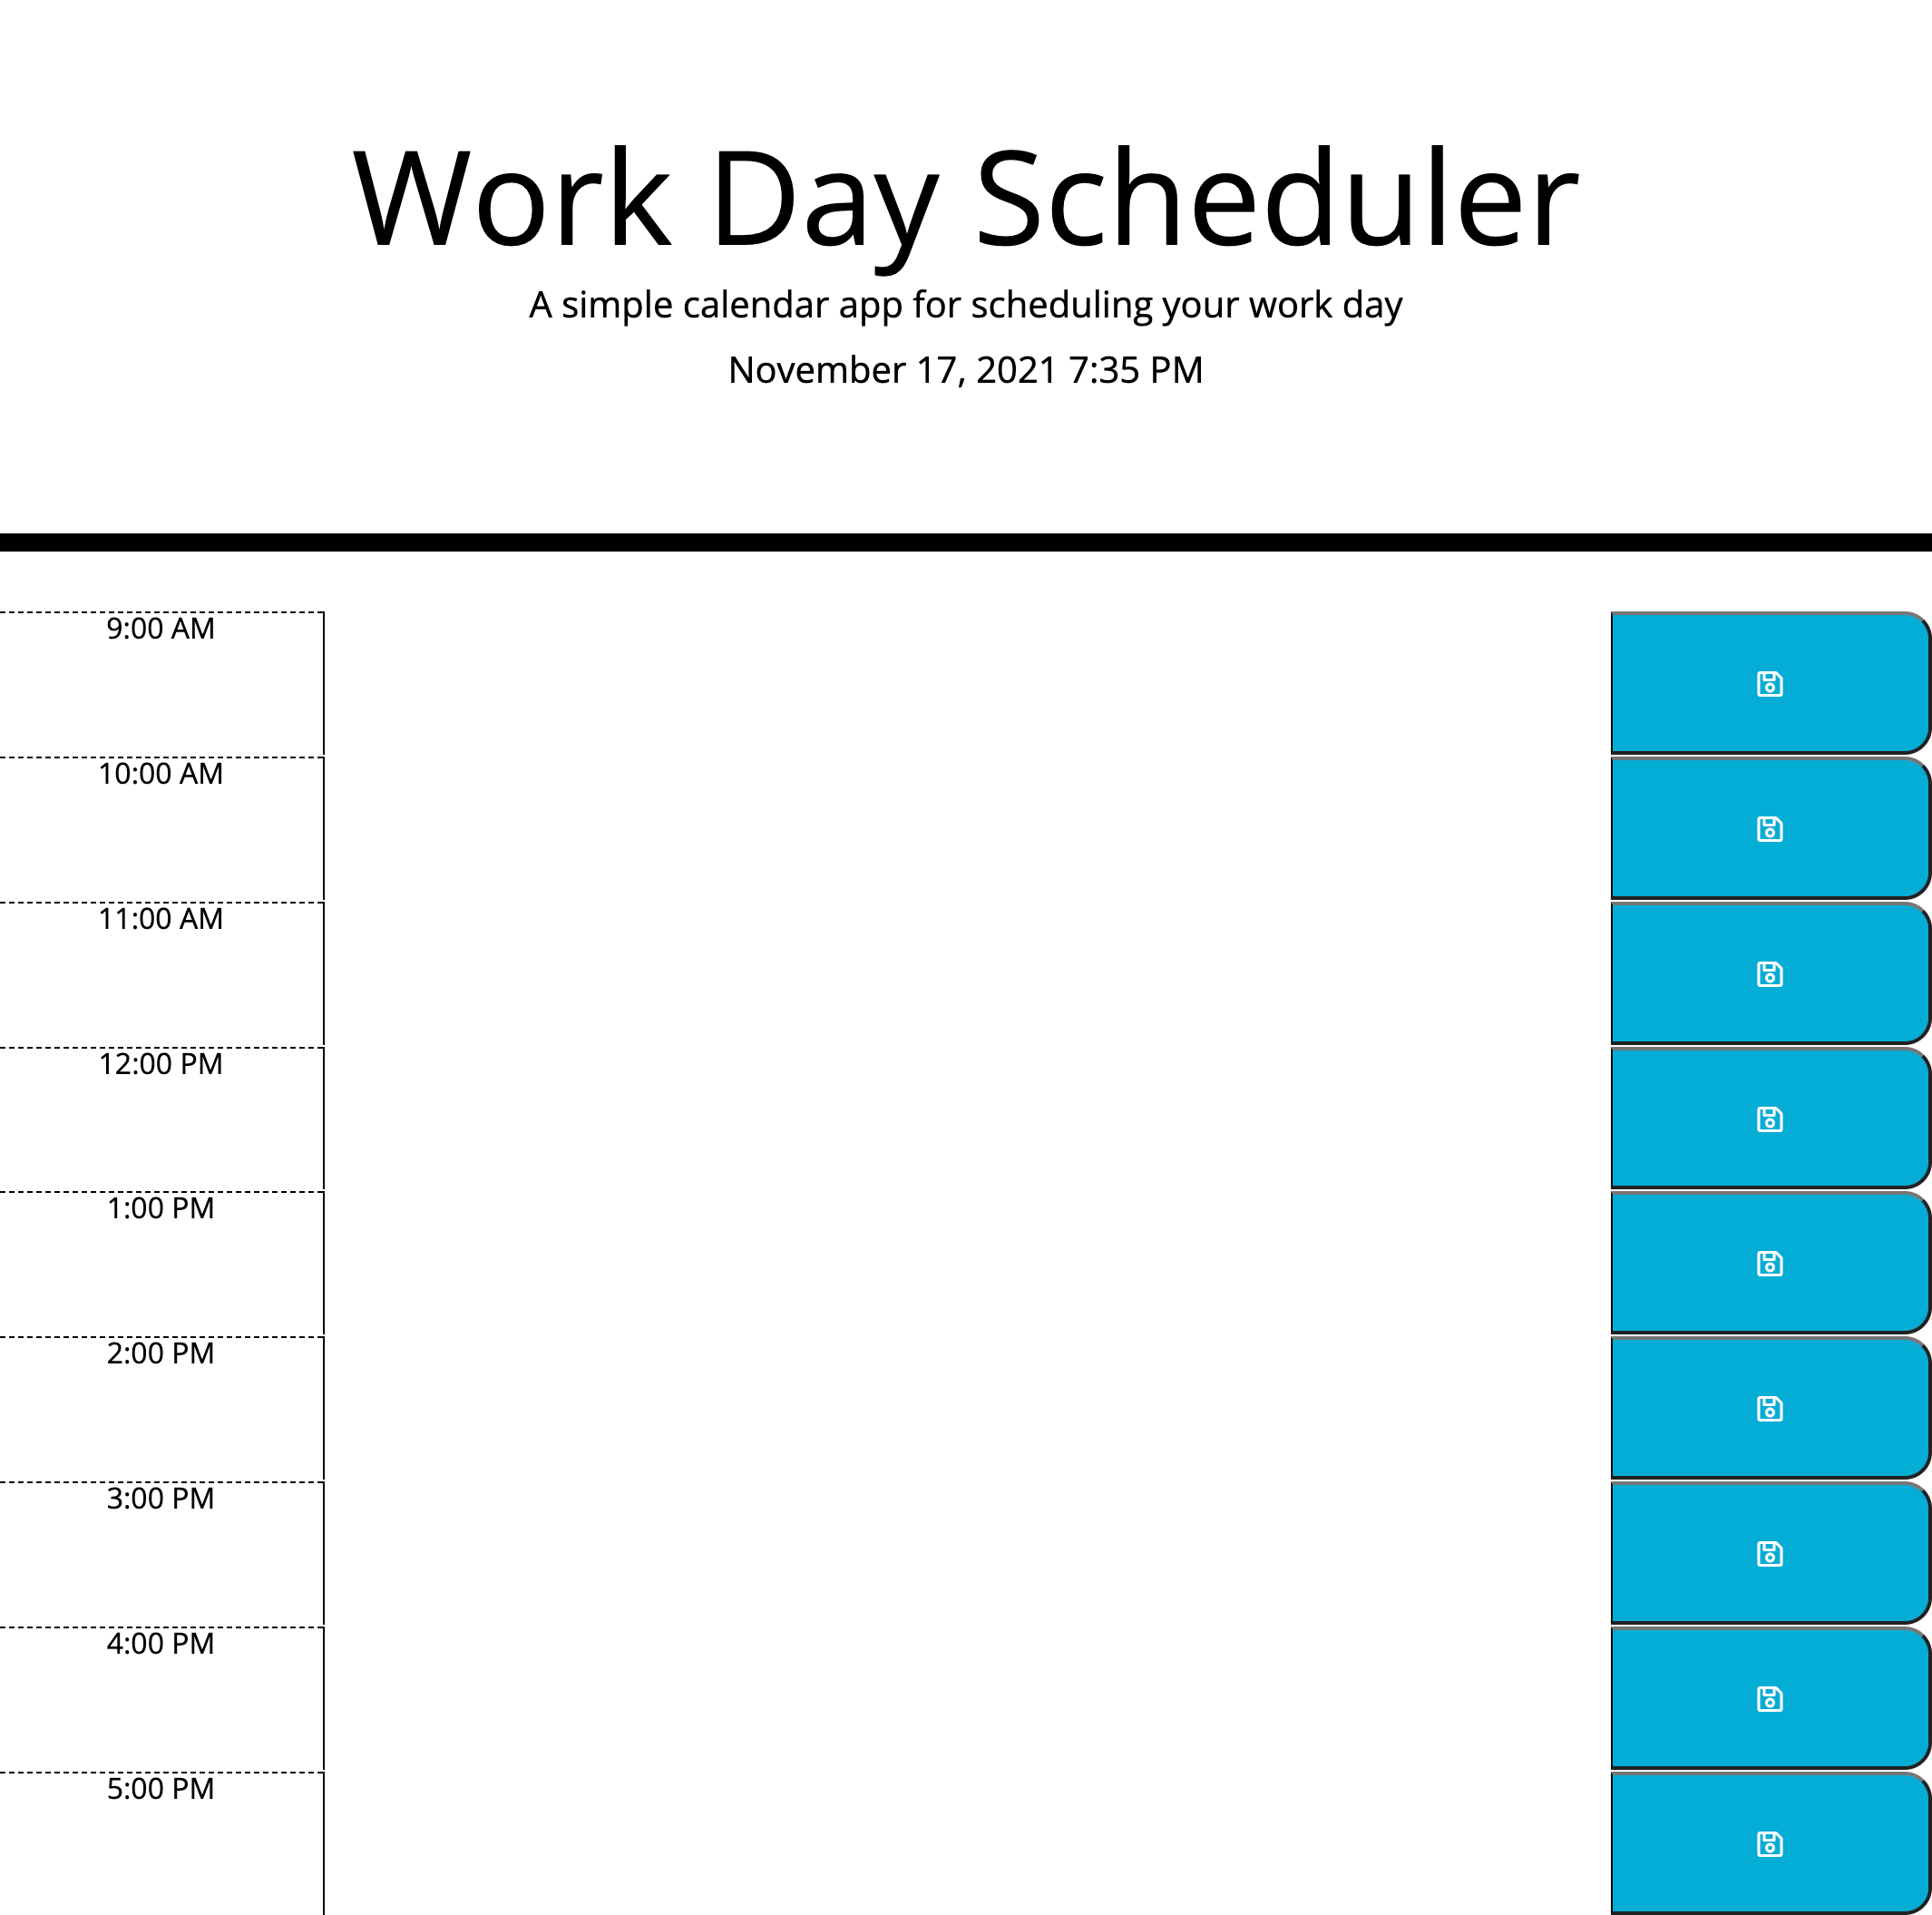 Work Day Scheduler
A simple calendar app for scheduling your work day
November 17, 2021 7:35 PM
9:00 AM
10:00 AM
11:00 AM
12:00 PM
1:00 PM
2:00 PM
3:00 PM
4:00 PM
5:00 PM